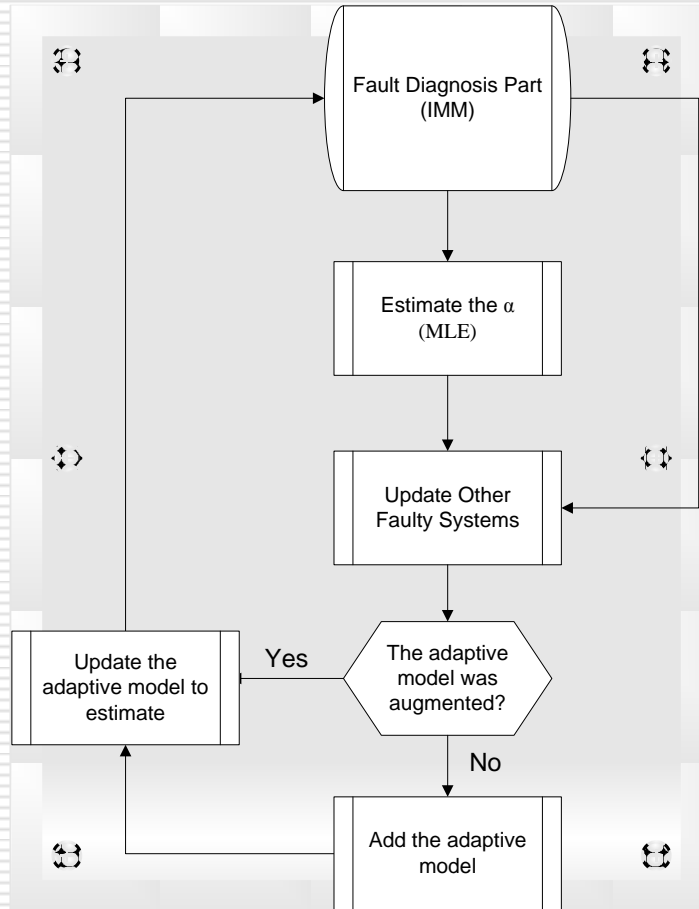 Fault Diagnosis Part
(IMM)
Estimate the α
(MLE)
Update Other
Faulty Systems
The adaptive
model was
augmented?
Yes
Update the
adaptive model to
estimate
No
Add the adaptive
model